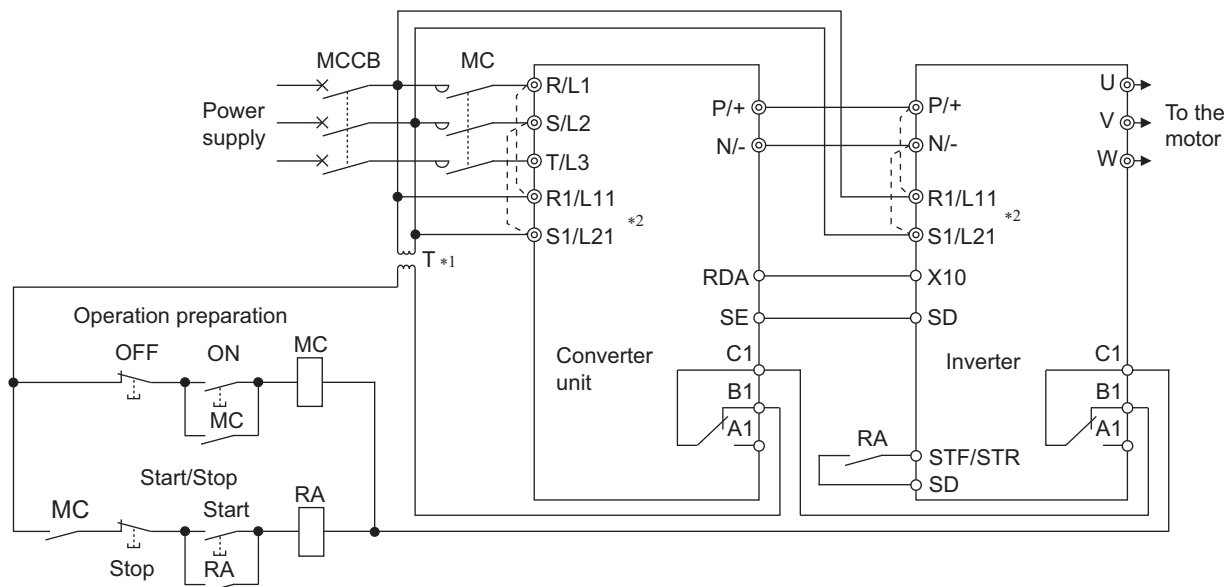 MCCB
MC
Power
supply
R/L1
S/L2
T/L3
R1/L11
*2
S1/L21
T *1
P/+
N/-
RDA
SE
Converter
unit
C1
B1
A1
P/+
N/-
R1/L11
*2
S1/L21
X10
SD
Inverter
U
V
W
To the
motor
C1
B1
A1
RA
STF/STR
SD
Operation preparation
OFF
ON
MC
MC
Start/Stop
MC
Start
RA
Stop
RA